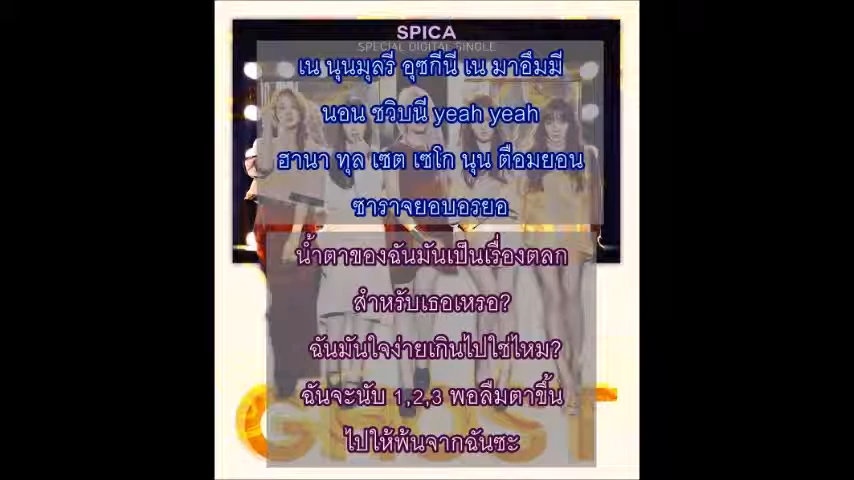 SPICA
SPECIAL DIGITAL SINGLE
เน นุนมุลรี อุซกีนี เน มาอึมมี
นอน ชวิบนี yeah yeah
ฮานา ทุล เซต เซโก นุน ตือมยอน
ซาราจยอบอรยอ
น้ำตาของฉันมันเป็นเรื่องตลก
สำหรับเธอเหรอ?
ฉันมันใจง่ายเกินไปใช่ไหม?
ฉันจะนับ 1,2,3 พอลืมตาขึ้น
ไปให้พ้นจากฉันซะ
GHOST